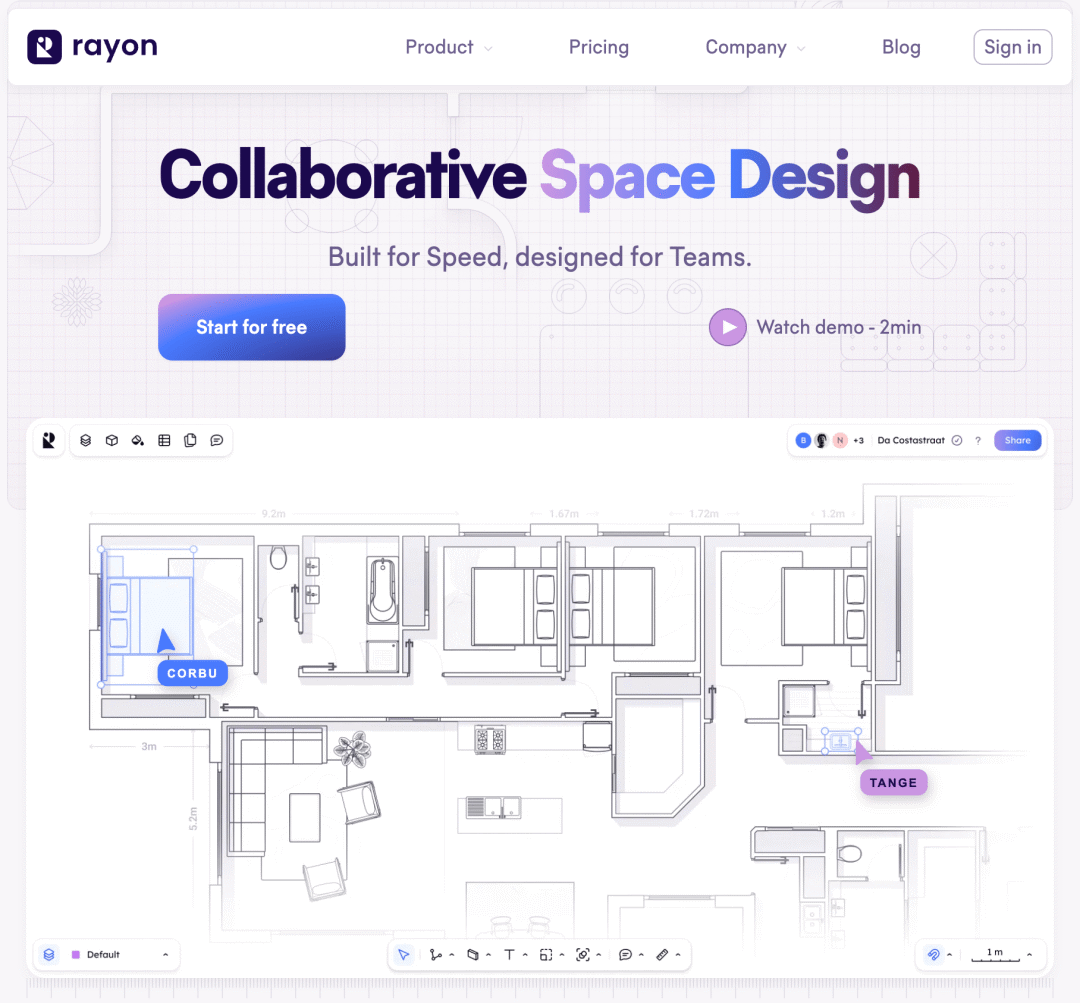 rayon
Product
Pricing
Company
Blog
Sign in
Collaborative Space Design
Built for Speed, designed for Teams.
Start for free
Watch demo - 2min
B
N
+3
Da Costastraat
?
Share
9.2m
1.67m
1.72m
1.2m
CORBU
3m
TANGE
5.2m
Default
T
1 m